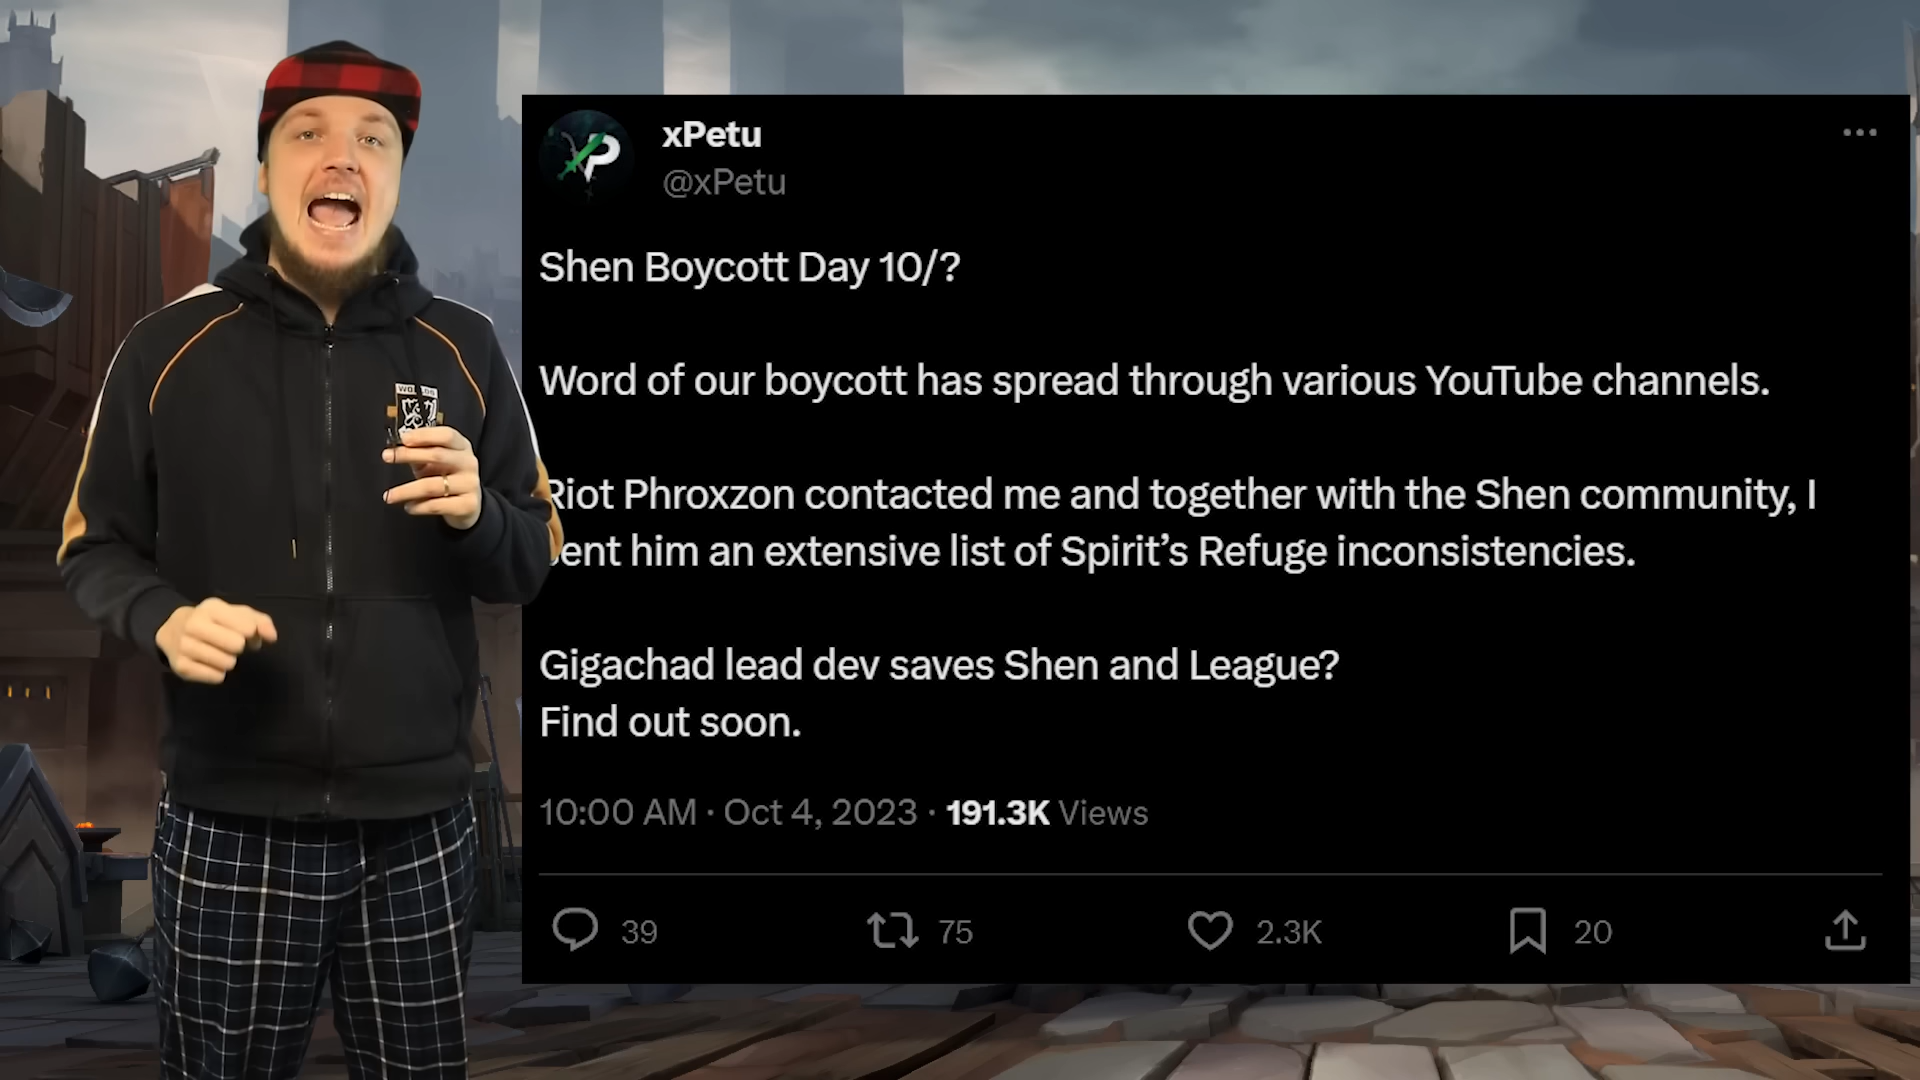 xPetu
@xPetu
Shen Boycott Day 10/?
Word of our boycott has spread through various YouTube channels.
Riot Phroxzon contacted me and together with the Shen community, I
sent him an extensive list of Spirit’s Refuge inconsistencies.
Gigachad lead dev saves Shen and League?
Find out soon.
10:00 AM · Oct 4, 2023 · 191.3K Views
39 75 2.3K 20